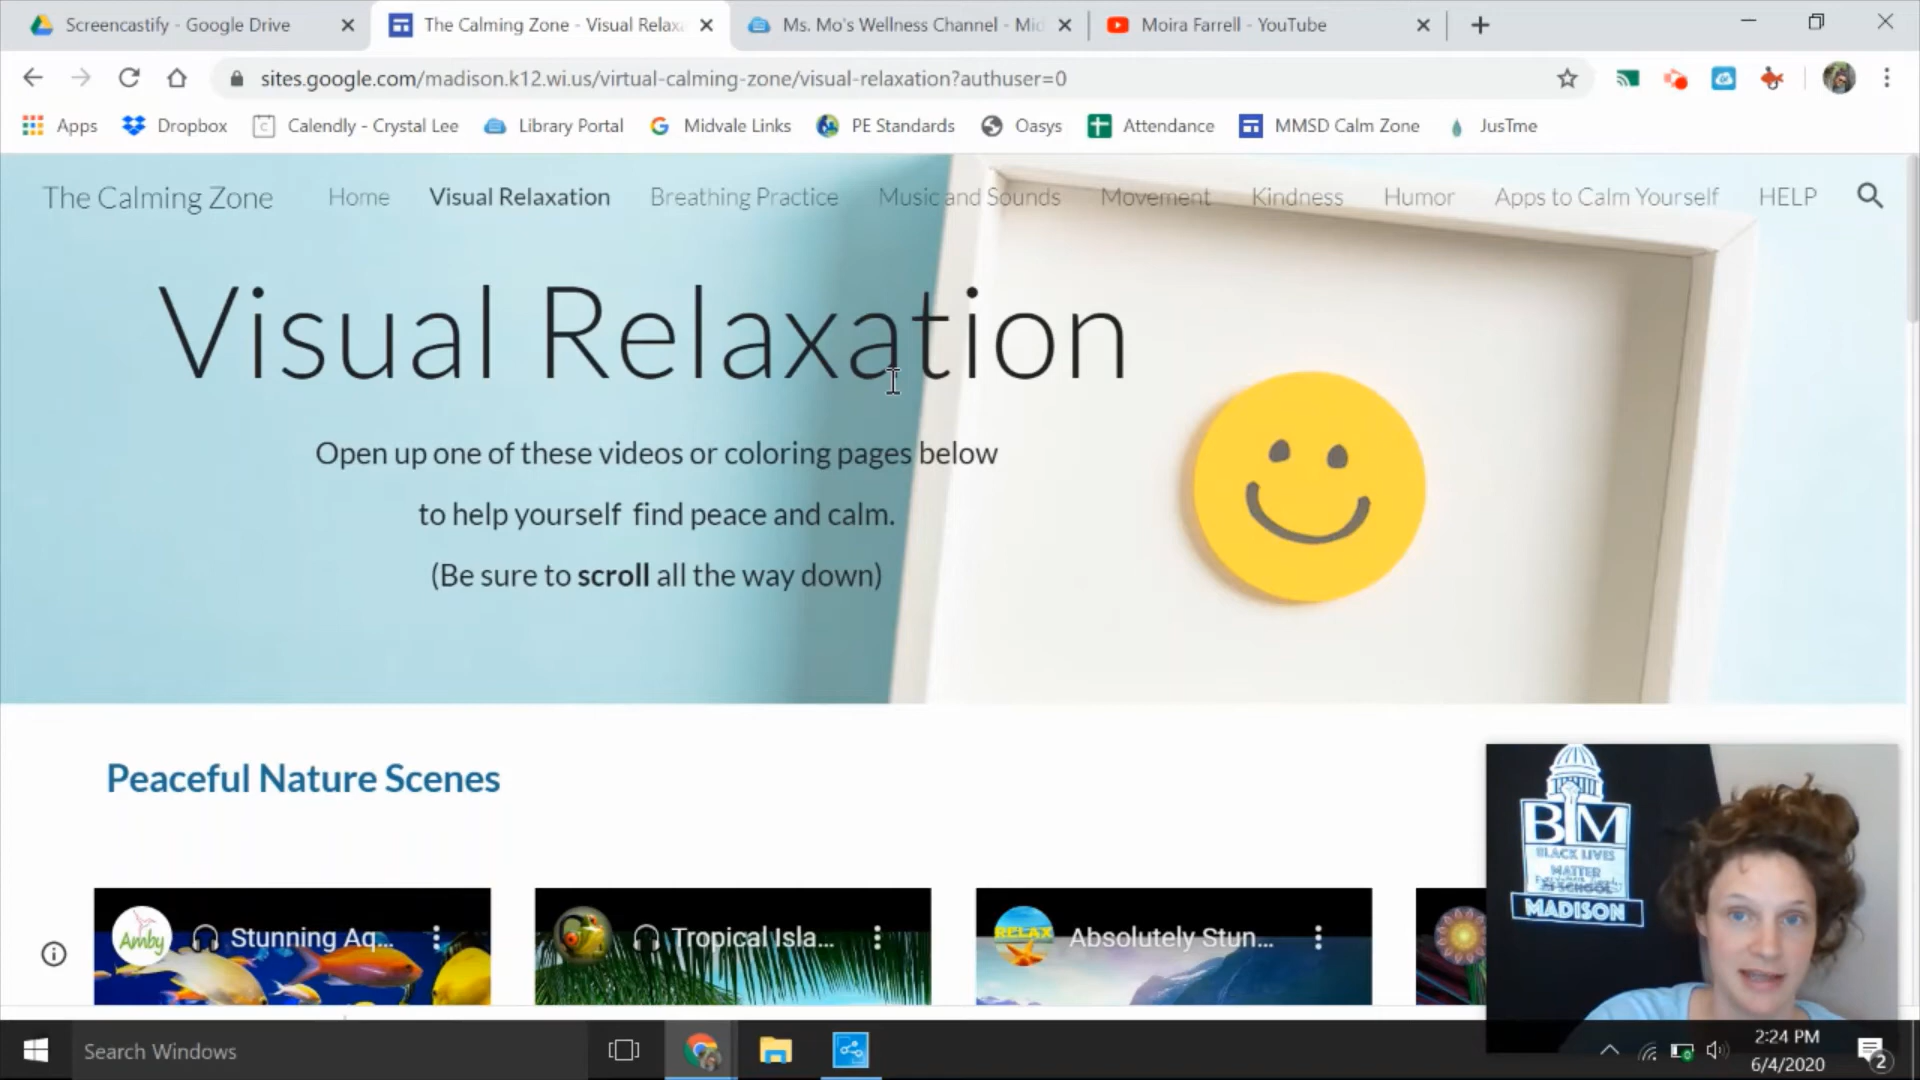 Screencastify - Google Drive
The Calming Zone - Visual Relaxa
Ms. Mo's Wellness Channel - Mid
Moira Farrell - YouTube
sites.google.com/madison.k12.wi.us/virtual-calming-zone/visual-relaxation?authuser=0
Apps Dropbox Calendly - Crystal Lee Library Portal Midvale Links PE Standards Oasys Attendance MMSD Calm Zone JusTme
The Calming Zone Home Visual Relaxation Breathing Practice Music and Sounds Movement Kindness Humor Apps to Calm Yourself HELP
Visual Relaxation
Open up one of these videos or coloring pages below
to help yourself find peace and calm.
(Be sure to scroll all the way down)
Peaceful Nature Scenes
Amby Stunning Aq...
Tropical Isla...
RELAX Absolutely Stun...
BLM
BLACK LIVES
MATTER
AT SCHOOL
MADISON
Search Windows
2:24 PM
6/4/2020
2